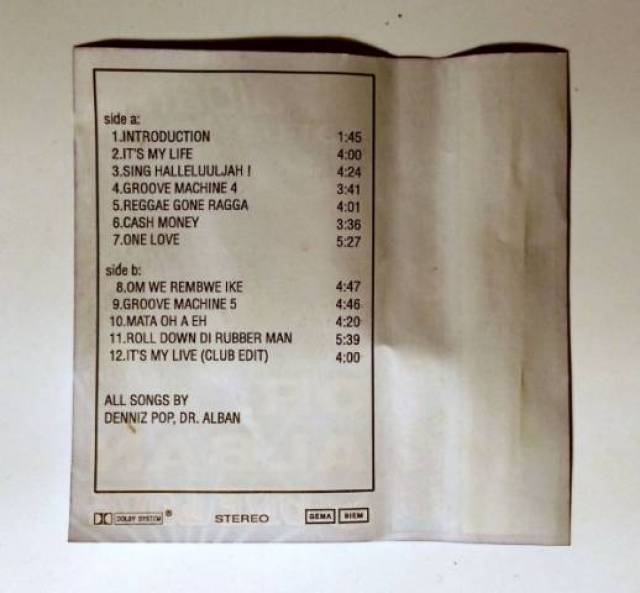 side a:
1.INTRODUCTION 1:45
2.IT'S MY LIFE 4:00
3.SING HALLELUULJAH ! 4:24
4.GROOVE MACHINE 4 3:41
5.REGGAE GONE RAGGA 4:01
6.CASH MONEY 3:36
7.ONE LOVE 5:27
side b:
8.OM WE REMBWE IKE 4:47
9.GROOVE MACHINE 5 4:46
10.MATA OH A EH 4:20
11.ROLL DOWN DI RUBBER MAN 5:39
12.IT'S MY LIVE (CLUB EDIT) 4:00
ALL SONGS BY
DENNIZ POP, DR. ALBAN
DOLBY SYSTEM ® STEREO GEMA BIEM